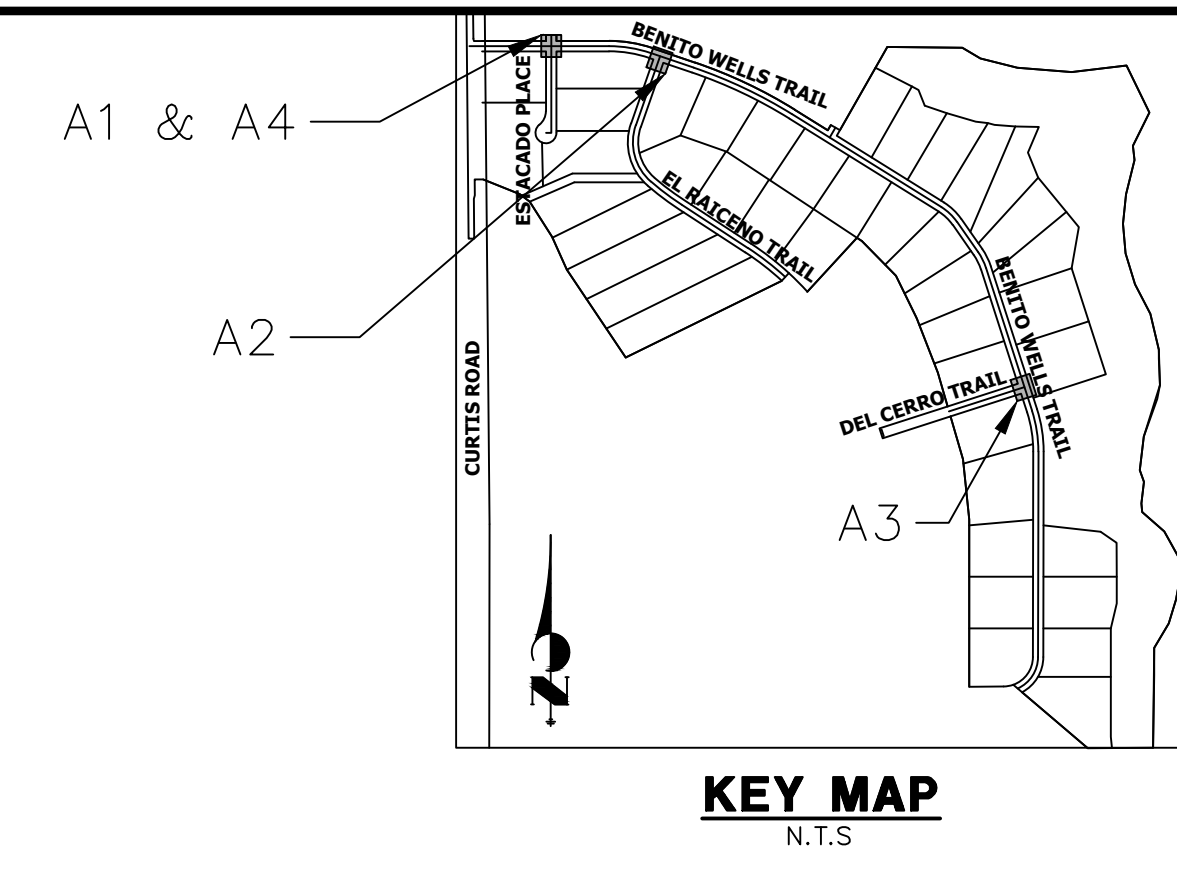 BENITO WELLS TRAIL
A1 & A4
ESTACADO PLACE
EL RAICENO TRAIL
BENITO WELLS TRAIL
A2
CURTIS ROAD
DEL CERRO TRAIL
A3
N
KEY MAP
N.T.S